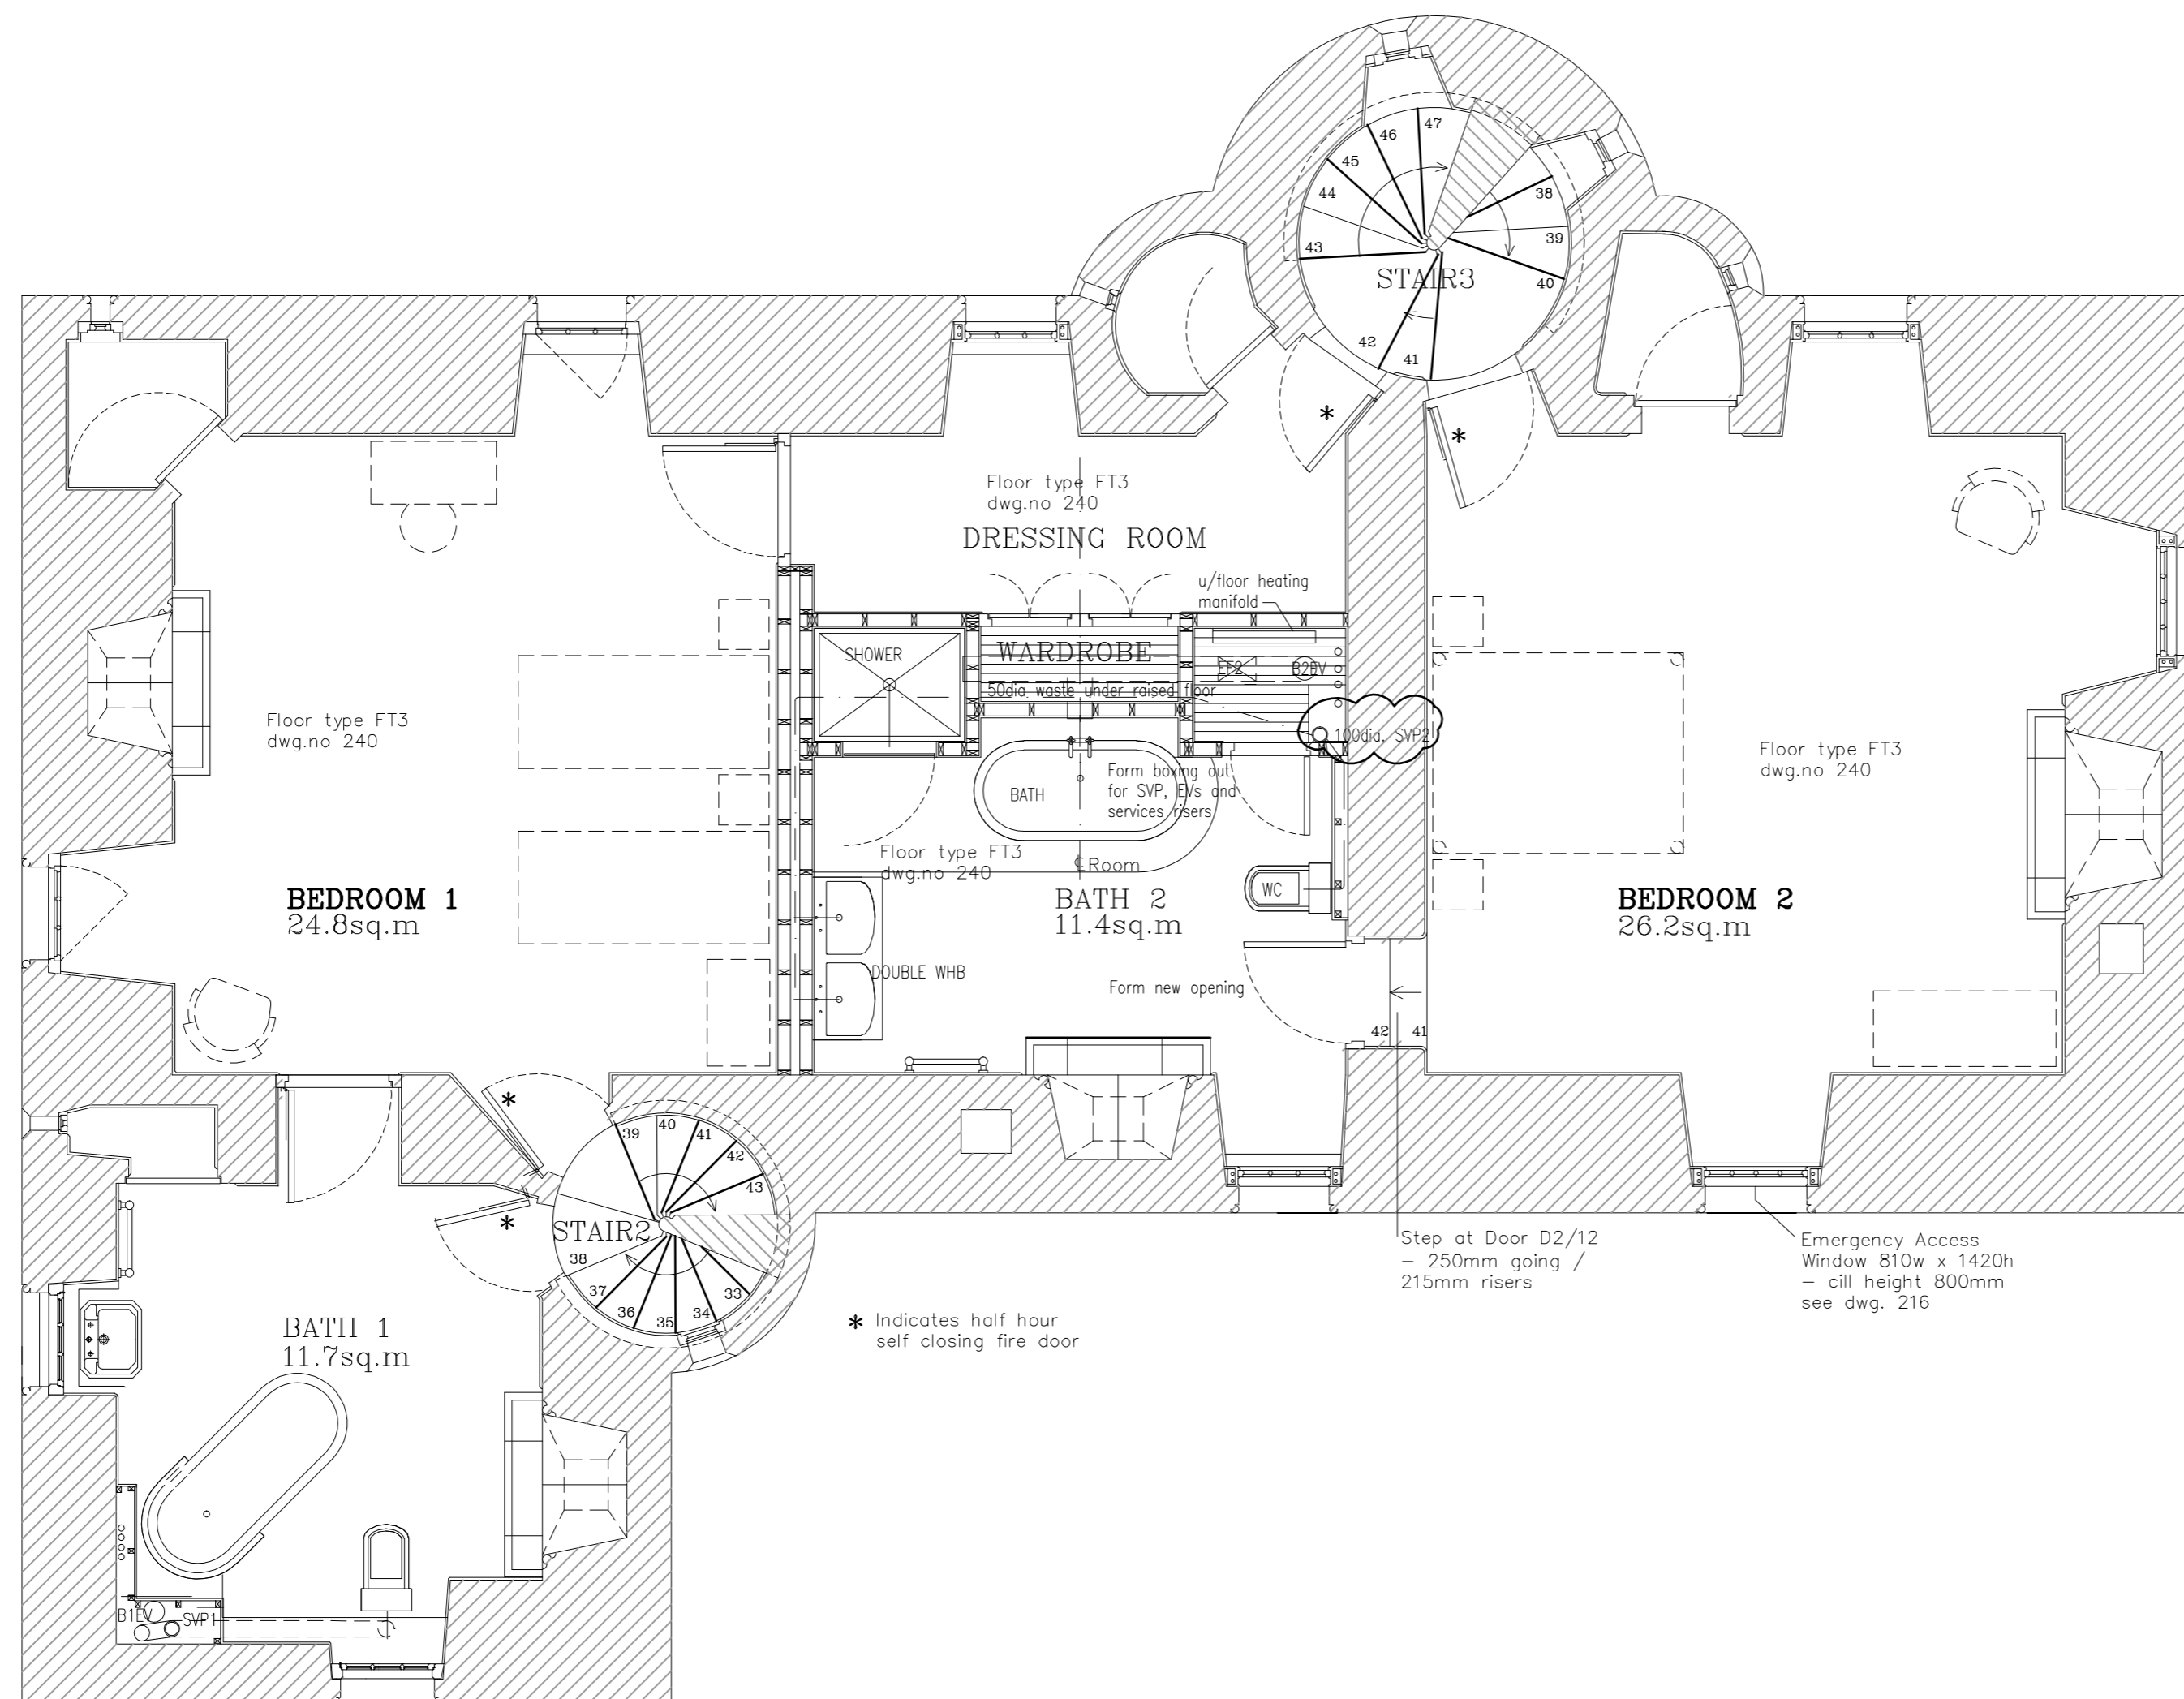 47
46
45
44
43
38
39
40
STAIR3
42
41
*
*
Floor type FT3
dwg.no 240
DRESSING ROOM
u/floor heating
manifold
SHOWER
WARDROBE
EF2
B2EV
50dia waste under raised floor
100dia. SVP2
Floor type FT3
dwg.no 240
Floor type FT3
dwg.no 240
BATH
Form boxing out
for SVP, EVs and
services risers
Floor type FT3
dwg.no 240
℄ Room
WC
BEDROOM 1
24.8sq.m
BATH 2
11.4sq.m
BEDROOM 2
26.2sq.m
DOUBLE WHB
Form new opening
42
41
*
39
40
41
42
43
*
STAIR2
38
37
36
35
34
33
Step at Door D2/12
– 250mm going /
215mm risers
Emergency Access
Window 810w x 1420h
– cill height 800mm
see dwg. 216
* Indicates half hour
self closing fire door
BATH 1
11.7sq.m
B1EV
SVP1